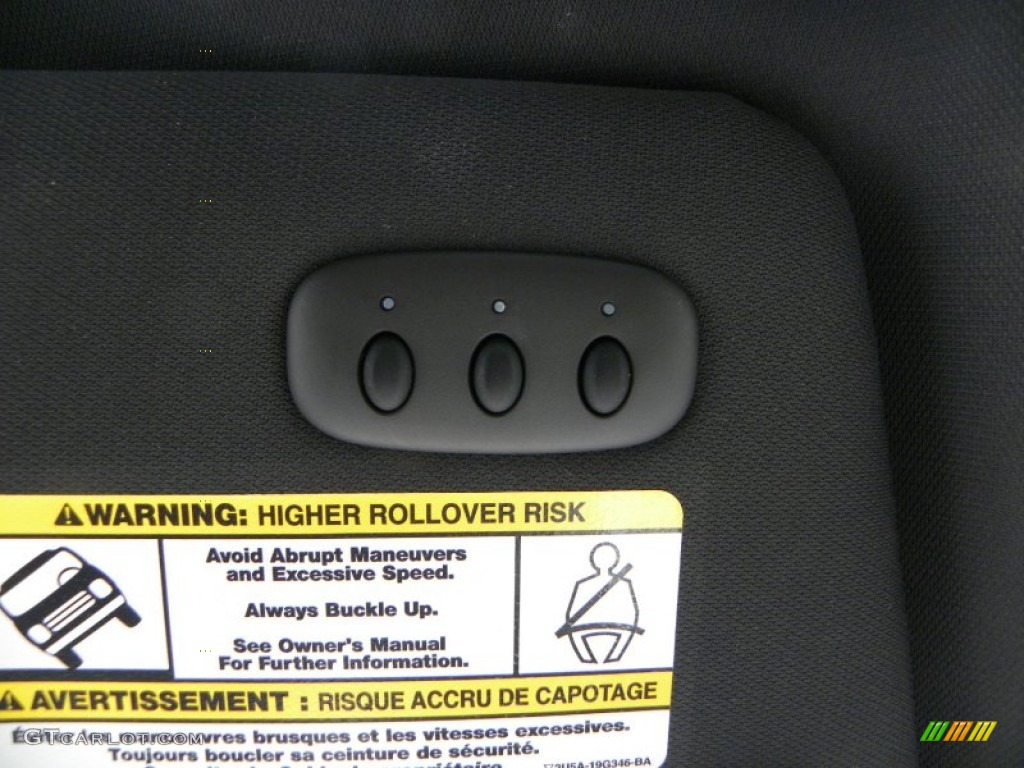 WARNING: HIGHER ROLLOVER RISK
Avoid Abrupt Maneuvers
and Excessive Speed.
Always Buckle Up.
See Owner's Manual
For Further Information.
AVERTISSEMENT : RISQUE ACCRU DE CAPOTAGE
brusques et les vitesses excessives.
Toujours boucler sa ceinture de sécurité.
GTCARLOT.COM